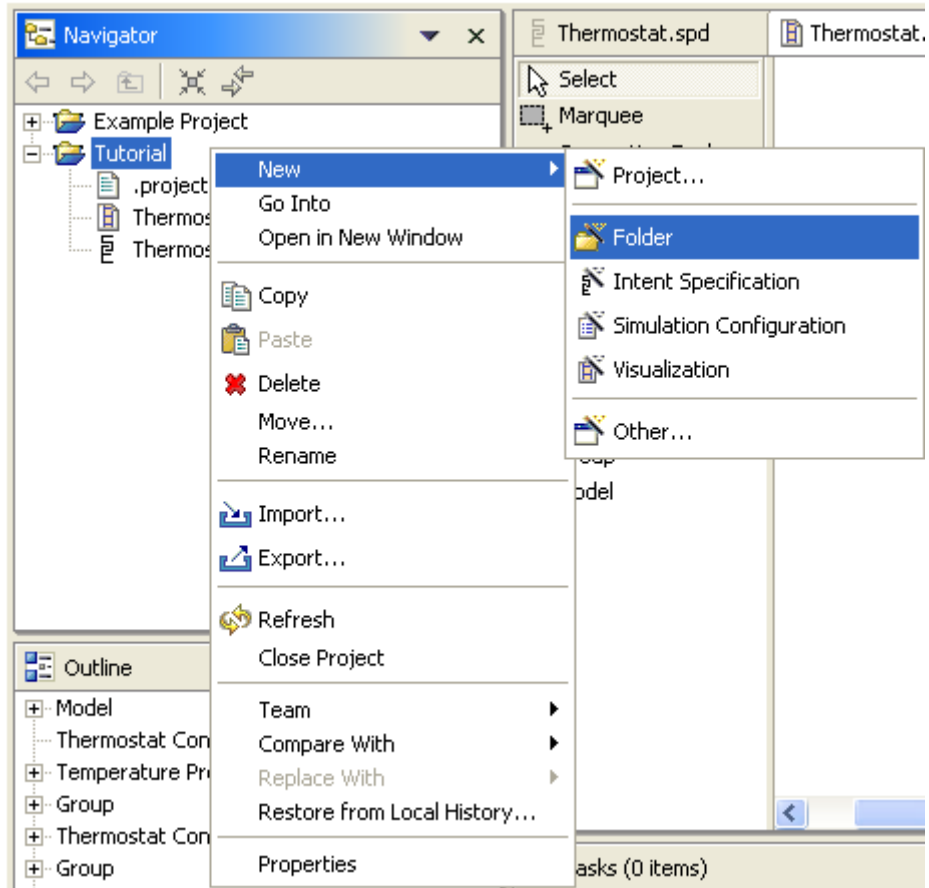 Navigator
Thermostat.spd
Thermostat.
Select
Marquee
Example Project
Tutorial
.project
New
Go Into
Open in New Window
Copy
Paste
Delete
Move...
Rename
Import...
Export...
Refresh
Close Project
Team
Compare With
Replace With
Restore from Local History...
Properties
Project...
Folder
Intent Specification
Simulation Configuration
Visualization
Other...
Outline
Model
Thermostat Con
Temperature Pr
Group
Thermostat Con
Group
asks (0 items)